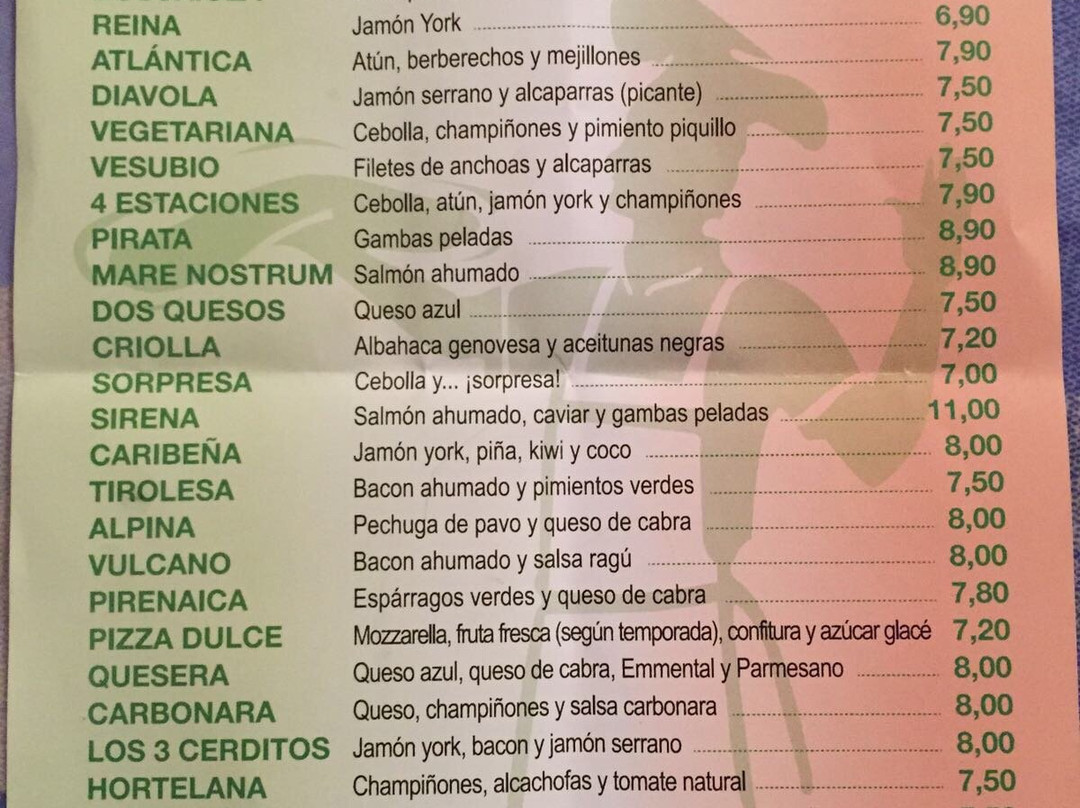 REINA Jamón York 6,90
ATLÁNTICA Atún, berberechos y mejillones 7,90
DIAVOLA Jamón serrano y alcaparras (picante) 7,50
VEGETARIANA Cebolla, champiñones y pimiento piquillo 7,50
VESUBIO Filetes de anchoas y alcaparras 7,50
4 ESTACIONES Cebolla, atún, jamón york y champiñones 7,90
PIRATA Gambas peladas 8,90
MARE NOSTRUM Salmón ahumado 8,90
DOS QUESOS Queso azul 7,50
CRIOLLA Albahaca genovesa y aceitunas negras 7,20
SORPRESA Cebolla y... ¡sorpresa! 7,00
SIRENA Salmón ahumado, caviar y gambas peladas 11,00
CARIBEÑA Jamón york, piña, kiwi y coco 8,00
TIROLESA Bacon ahumado y pimientos verdes 7,50
ALPINA Pechuga de pavo y queso de cabra 8,00
VULCANO Bacon ahumado y salsa ragú 8,00
PIRENAICA Espárragos verdes y queso de cabra 7,80
PIZZA DULCE Mozzarella, fruta fresca (según temporada), confitura y azúcar glacé 7,20
QUESERA Queso azul, queso de cabra, Emmental y Parmesano 8,00
CARBONARA Queso, champiñones y salsa carbonara 8,00
LOS 3 CERDITOS Jamón york, bacon y jamón serrano 8,00
HORTELANA Champiñones, alcachofas y tomate natural 7,50